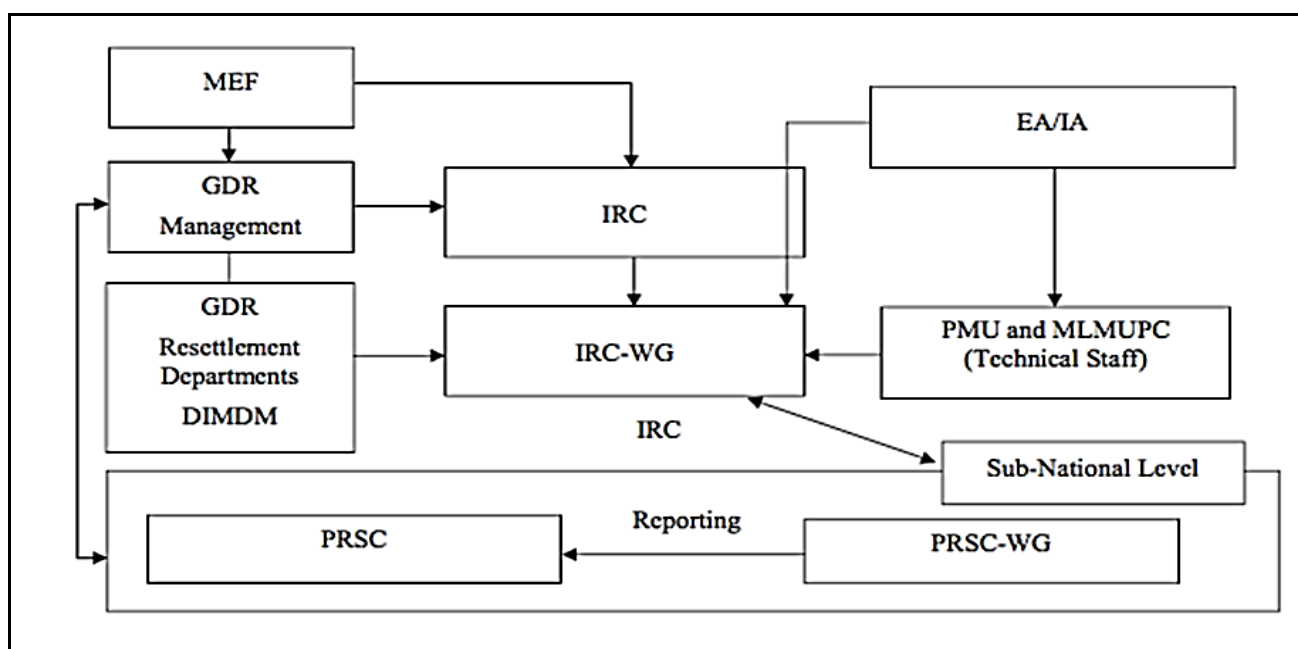 MEF
EA/IA
GDR
Management
IRC
GDR
Resettlement
Departments
DIMDM
IRC-WG
PMU and MLMUPC
(Technical Staff)
IRC
Sub-National Level
Reporting
PRSC
PRSC-WG